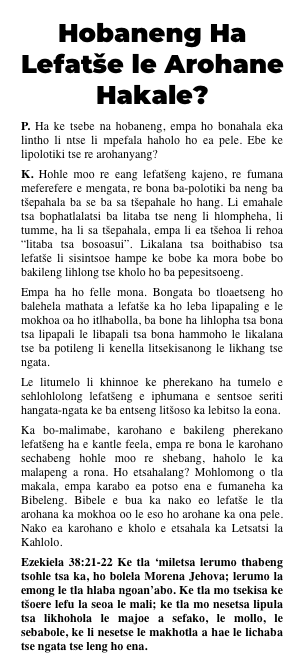 Hobaneng Ha
Lefatše le Arohane
Hakale?
P. Ha ke tsebe na hobaneng, empa ho bonahala eka
lintho li ntse li mpefala haholo ho ea pele. Ebe ke
lipolotiki tse re arohanyang?
K. Hohle moo re eang lefatšeng kajeno, re fumana
meferefere e mengata, re bona ba-polotiki ba neng ba
tšepahala ba se ba sa tšepahale ho hang. Li emahale
tsa bophatlalatsi ba litaba tse neng li hlompheha, li
tumme, ha li sa tšepahala, empa li ea tšehoa li rehoa
“litaba tsa bosoasui”. Likalana tsa boithabiso tsa
lefatše li sisintsoe hampe ke bobe ka mora bobe bo
bakileng lihlong tse kholo ho ba pepesitsoeng.
Empa ha ho felle mona. Bongata bo tloaetseng ho
balehela mathata a lefatše ka ho leba lipapaling e le
mokhoa oa ho itlhabolla, ba bone ha lihlopha tsa bona
tsa lipapali le libapali tsa bona hammoho le likalana
tse ba potileng li kenella litsekisanong le likhang tse
ngata.
Le litumelo li khinnoe ke pherekano ha tumelo e
sehlohlolong lefatšeng e iphumana e sentsoe seriti
hangata-ngata ke ba entseng litšoso ka lebitso la eona.
Ka bo-malimabe, karohano e bakileng pherekano
lefatšeng ha e kantle feela, empa re bona le karohano
sechabeng hohle moo re shebang, haholo le ka
malapeng a rona. Ho etsahalang? Mohlomong o tla
makala, empa karabo ea potso ena e fumaneha ka
Bibeleng. Bibele e bua ka nako eo lefatše le tla
arohana ka mokhoa oo le eso ho arohane ka ona pele.
Nako ea karohano e kholo e etsahala ka Letsatsi la
Kahlolo.
Ezekiela 38:21-22 Ke tla ‘miletsa lerumo thabeng
tsohle tsa ka, ho bolela Morena Jehova; lerumo la
emong le tla hlaba ngoan’abo. Ke tla mo tsekisa ke
tšoere lefu la seoa le mali; ke tla mo nesetsa lipula
tsa likhohola le majoe a sefako, le mollo, le
sebabole, ke li nesetse le makhotla a hae le lichaba
tse ngata tse leng ho ena.